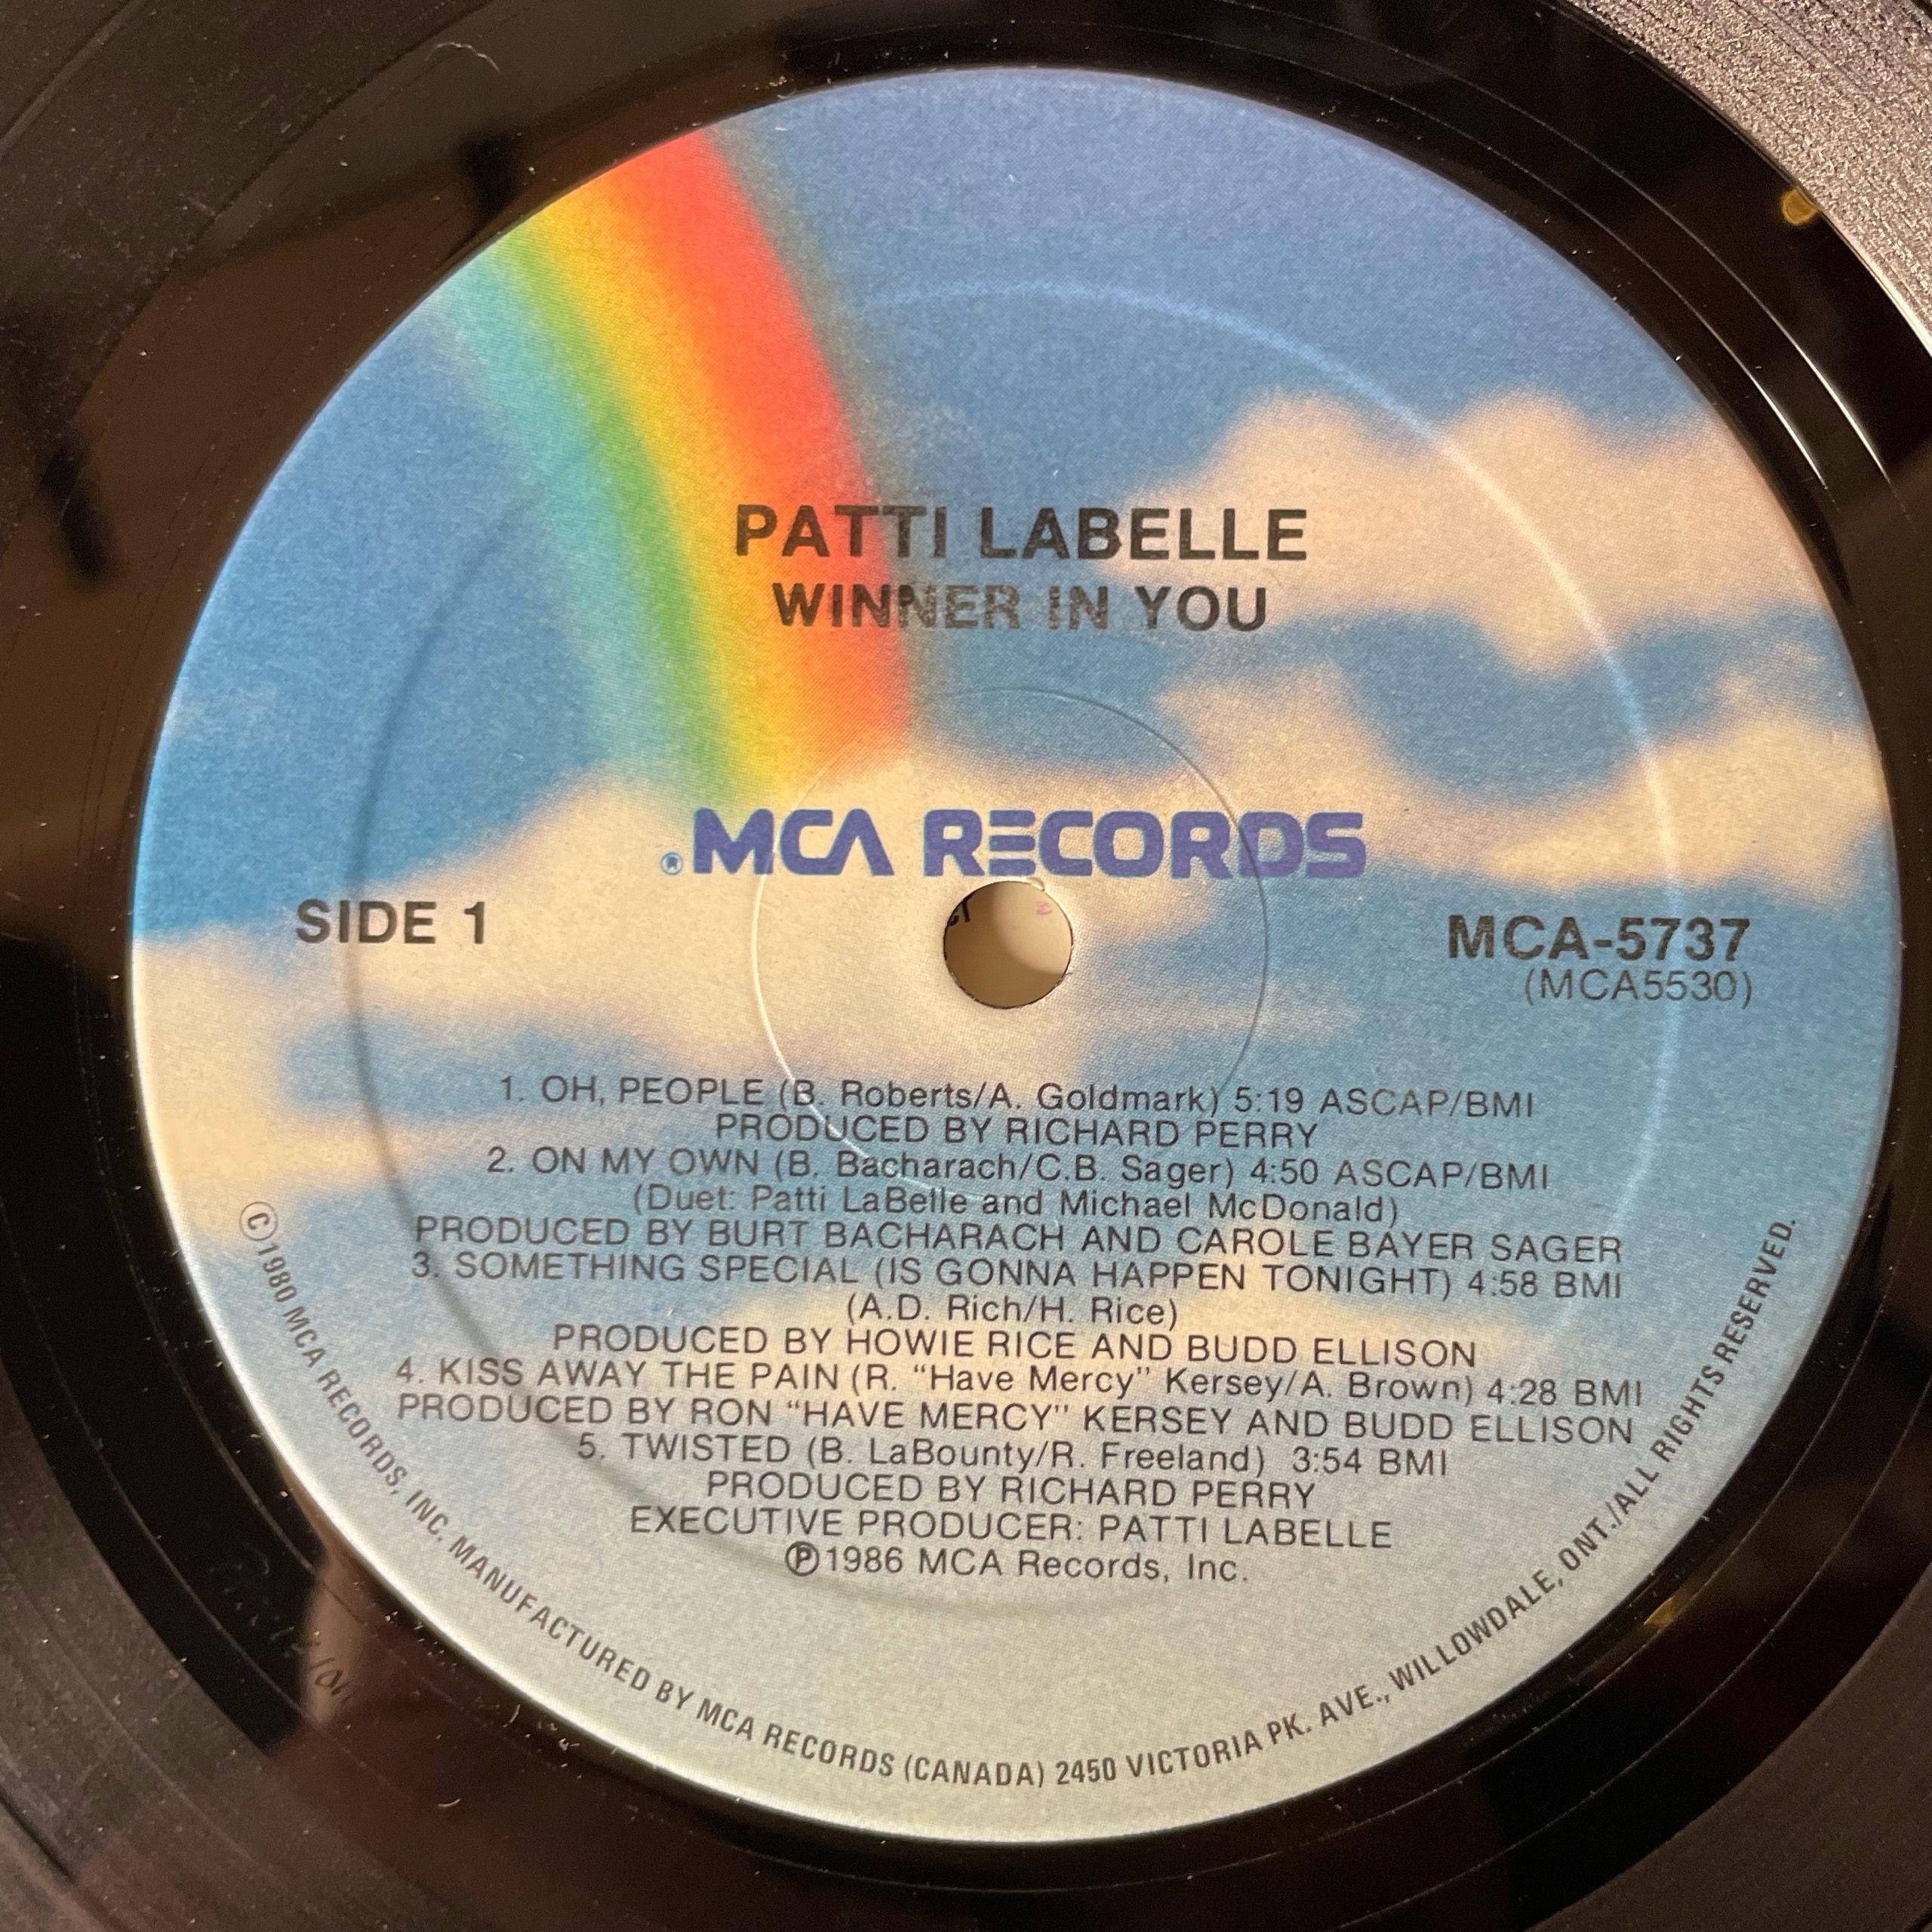 PATTI LABELLE
WINNER IN YOU
®MCA RECORDS
SIDE 1
MCA-5737
(MCA5530)
1. OH, PEOPLE (B. Roberts/A. Goldmark) 5:19 ASCAP/BMI
PRODUCED BY RICHARD PERRY
2. ON MY OWN (B. Bacharach/C.B. Sager) 4:50 ASCAP/BMI
(Duet: Patti LaBelle and Michael McDonald)
PRODUCED BY BURT BACHARACH AND CAROLE BAYER SAGER
3. SOMETHING SPECIAL (IS GONNA HAPPEN TONIGHT) 4:58 BMI
(A.D. Rich/H. Rice)
PRODUCED BY HOWIE RICE AND BUDD ELLISON
4. KISS AWAY THE PAIN (R. “Have Mercy” Kersey/A. Brown) 4:28 BMI
PRODUCED BY RON “HAVE MERCY” KERSEY AND BUDD ELLISON
5. TWISTED (B. LaBounty/R. Freeland) 3:54 BMI
PRODUCED BY RICHARD PERRY
EXECUTIVE PRODUCER: PATTI LABELLE
℗1986 MCA Records, Inc.
©1980 MCA RECORDS, INC. MANUFACTURED BY MCA RECORDS (CANADA) 2450 VICTORIA PK. AVE., WILLOWDALE, ONT./ALL RIGHTS RESERVED.